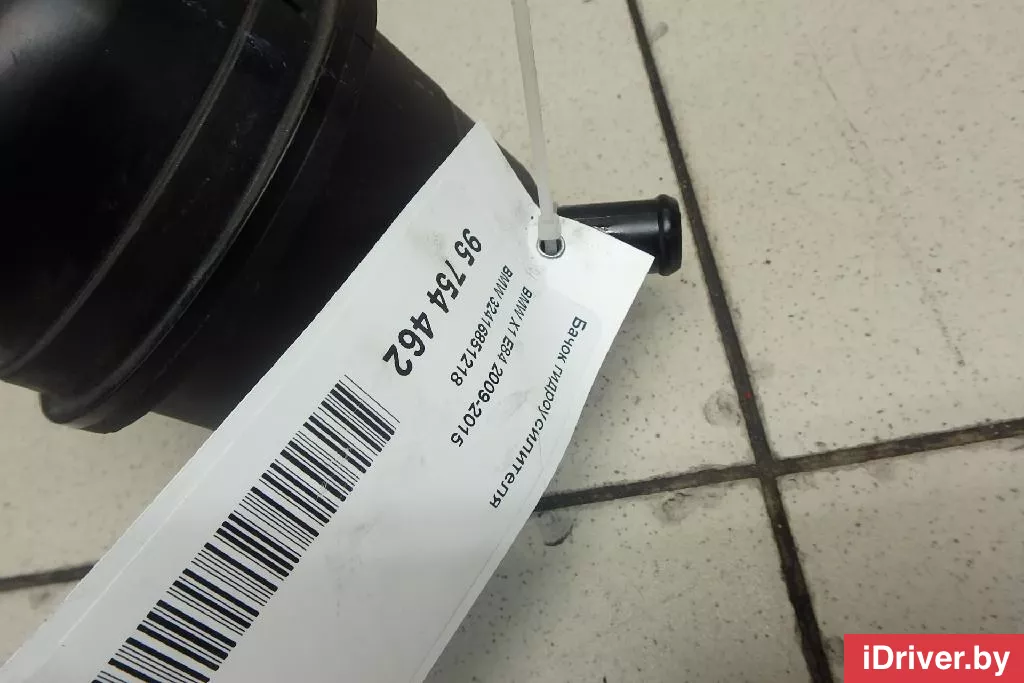 Бачок гидроусилителя
BMW X1 E84 2009-2015
BMW 32416851218
95 754 462
iDriver.by